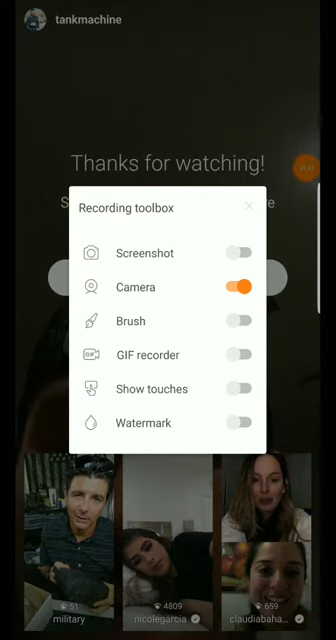 tankmachine
Thanks for watching!
Recording toolbox
Screenshot
Camera
Brush
GIF
GIF recorder
Show touches
Watermark
51
4809
659
military
nicolegarcia
claudiabaha...